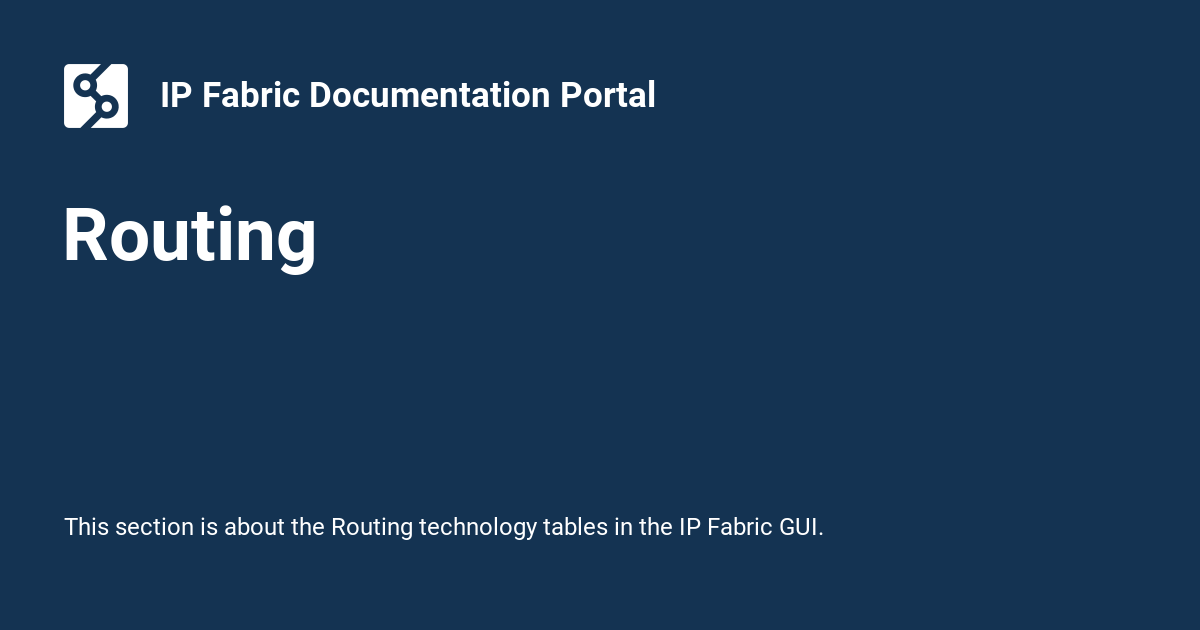 IP Fabric Documentation Portal
Routing
This section is about the Routing technology tables in the IP Fabric GUI.